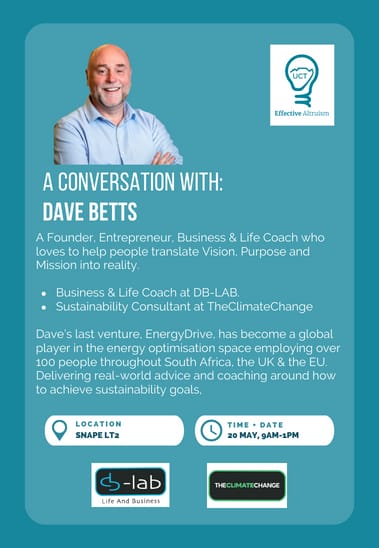 UCT
Effective Altruism
A CONVERSATION WITH:
DAVE BETTS
A Founder, Entrepreneur, Business & Life Coach who
loves to help people translate Vision, Purpose and
Mission into reality.
• Business & Life Coach at DB-LAB.
• Sustainability Consultant at TheClimateChange
Dave's last venture, EnergyDrive, has become a global
player in the energy optimisation space employing over
100 people throughout South Africa, the UK & the EU.
Delivering real-world advice and coaching around how
to achieve sustainability goals,
LOCATION
SNAPE LT2
TIME + DATE
20 MAY, 9AM-1PM
db-lab
Life And Business
THECLIMATECHANGE